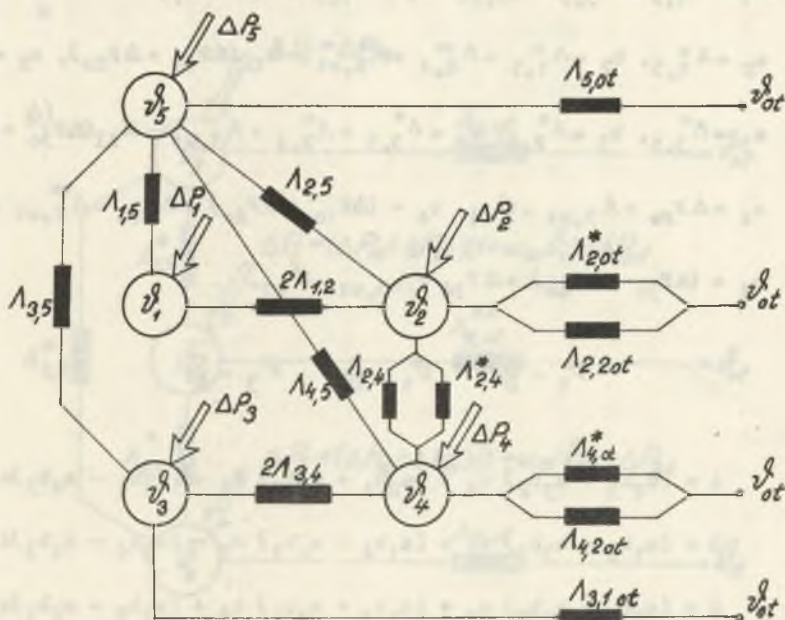 ΔP₅
ϑ₅
Λ₅,ot
ϑot
Λ₁,₅
ΔP₁
Λ₂,₅
ΔP₂
Λ*₂,ot
Λ₃,₅
ϑ₁
2Λ₁,₂
ϑ₂
ϑot
Λ₂,₂ot
Λ₄,₅
Λ₂,₄
Λ*₂,₄
ΔP₃
ΔP₄
Λ*₄,ot
ϑ₃
2Λ₃,₄
ϑ₄
ϑot
Λ₄,₂ot
Λ₃,₁ot
ϑot